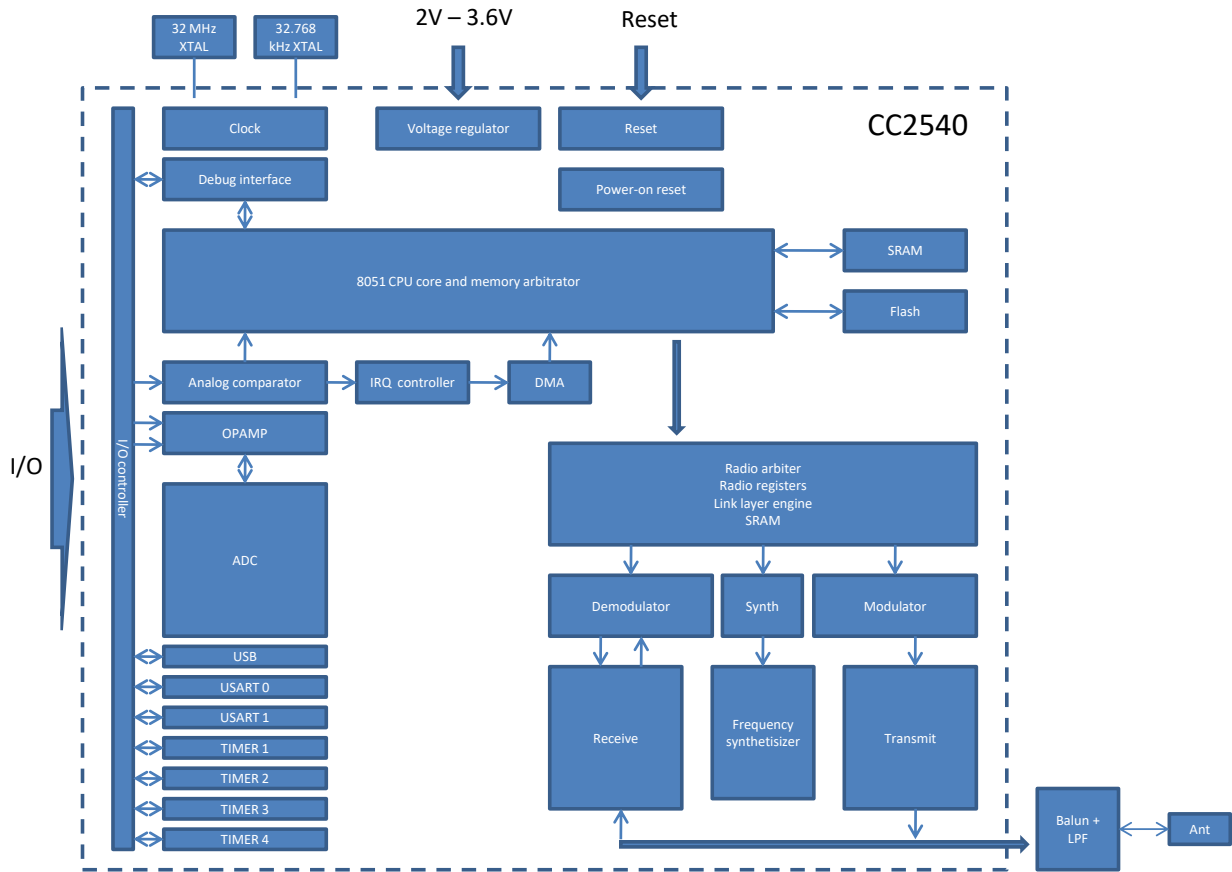 32 MHz
XTAL
32.768
kHz XTAL
2V – 3.6V
Reset
Clock
Voltage regulator
Reset
CC2540
Debug interface
Power-on reset
8051 CPU core and memory arbitrator
SRAM
Flash
Analog comparator
IRQ controller
DMA
OPAMP
I/O
I/O controller
ADC
Radio arbiter
Radio registers
Link layer engine
SRAM
Demodulator
Synth
Modulator
USB
USART 0
USART 1
TIMER 1
TIMER 2
TIMER 3
TIMER 4
Receive
Frequency
synthetisizer
Transmit
Balun +
LPF
Ant